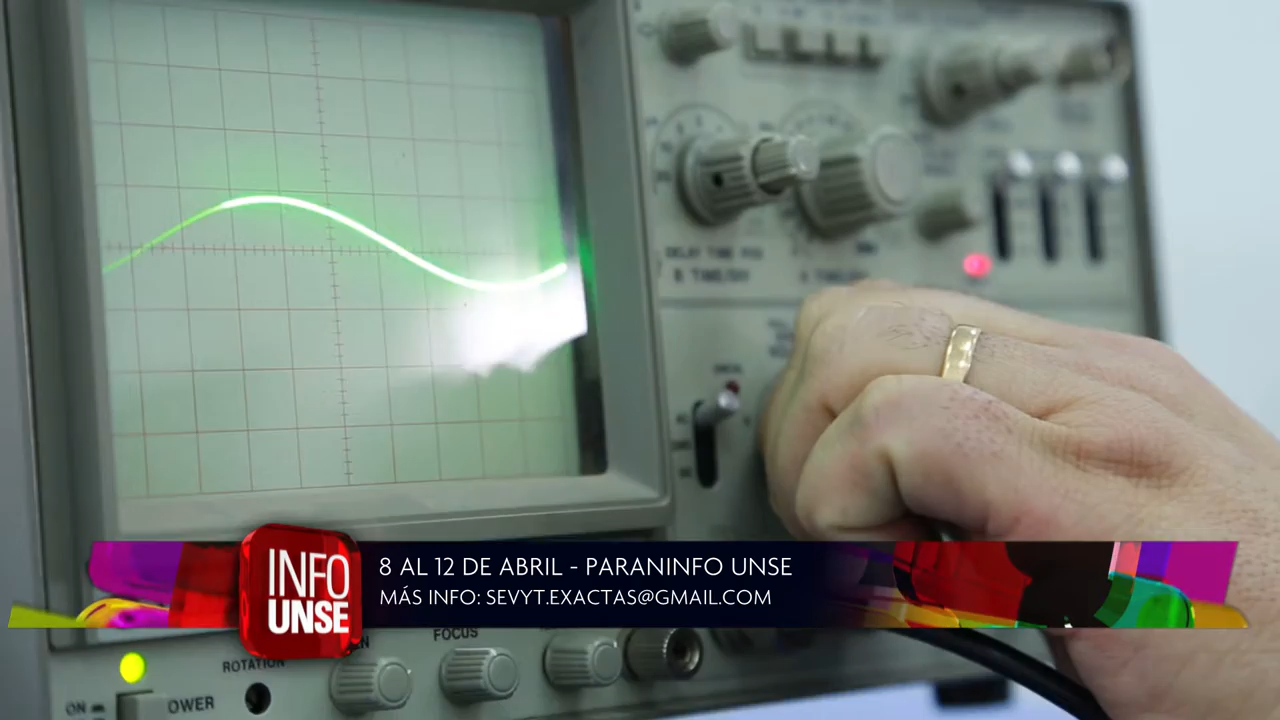 DELAY TIME POS
B TIME/DIV
A TIME/DIV
INFO
UNSE
8 AL 12 DE ABRIL - PARANINFO UNSE
MÁS INFO: SEVYT.EXACTAS@GMAIL.COM
FOCUS
ROTATION
ON
POWER